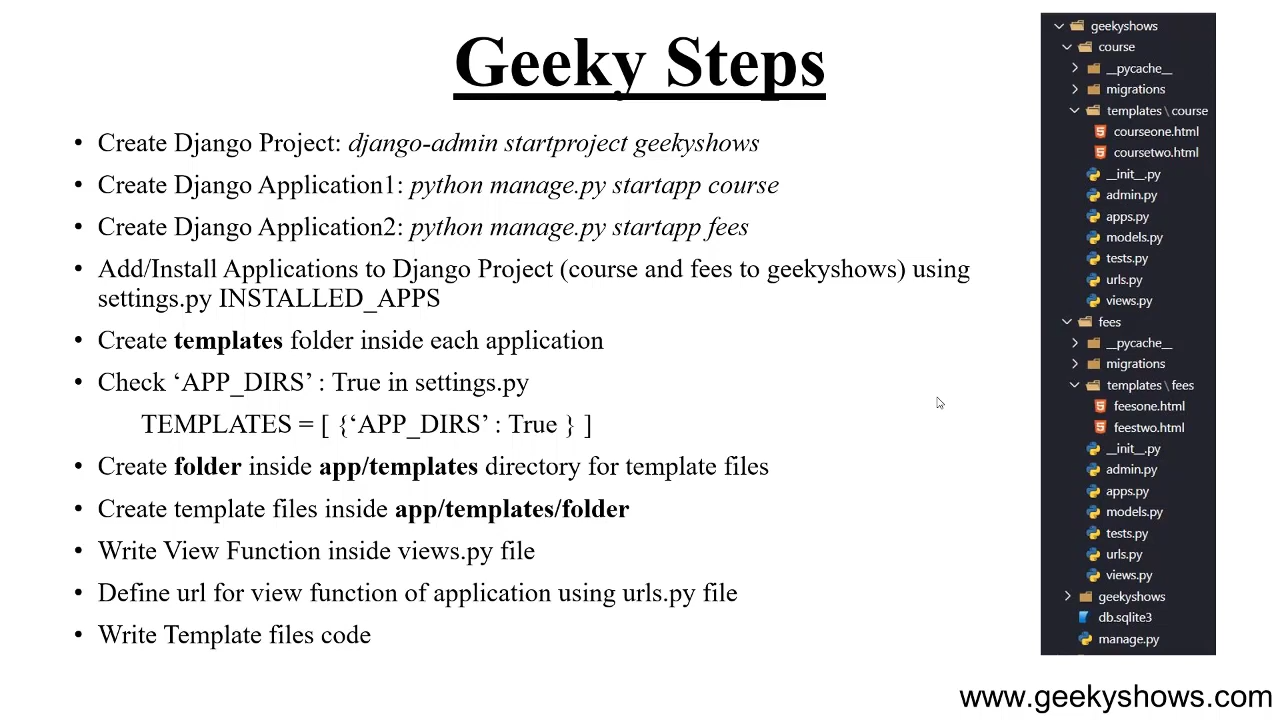 Geeky Steps
• Create Django Project: django-admin startproject geekyshows
• Create Django Application1: python manage.py startapp course
• Create Django Application2: python manage.py startapp fees
• Add/Install Applications to Django Project (course and fees to geekyshows) using
settings.py INSTALLED_APPS
• Create templates folder inside each application
• Check ‘APP_DIRS’ : True in settings.py
TEMPLATES = [ {‘APP_DIRS’ : True } ]
• Create folder inside app/templates directory for template files
• Create template files inside app/templates/folder
• Write View Function inside views.py file
• Define url for view function of application using urls.py file
• Write Template files code
geekyshows
course
__pycache__
migrations
templates \ course
courseone.html
coursetwo.html
__init__.py
admin.py
apps.py
models.py
tests.py
urls.py
views.py
fees
__pycache__
migrations
templates \ fees
feesone.html
feestwo.html
__init__.py
admin.py
apps.py
models.py
tests.py
urls.py
views.py
geekyshows
db.sqlite3
manage.py
www.geekyshows.com